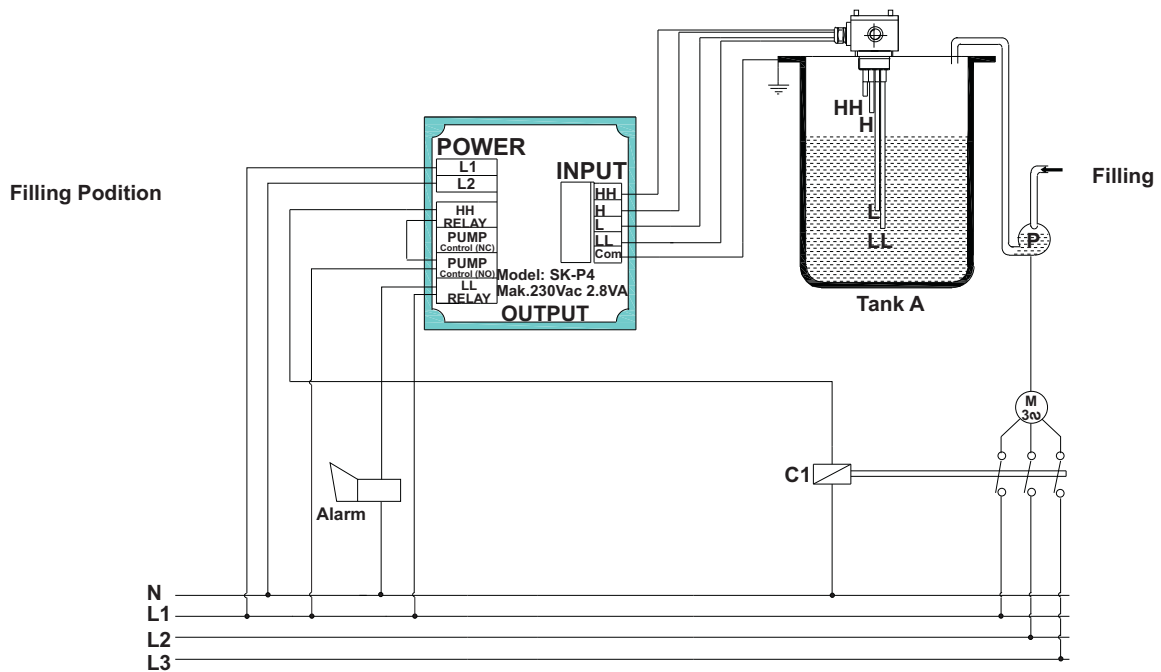 Filling Podition
POWER
L1
L2
HH
RELAY
PUMP
Control (NC)
PUMP
Control (NO)
LL
RELAY
INPUT
HH
H
L
LL
Com
Model: SK-P4
Mak.230Vac 2.8VA
OUTPUT
HH
H
L
LL
Tank A
Filling
P
M
3∾
C1
Alarm
N
L1
L2
L3